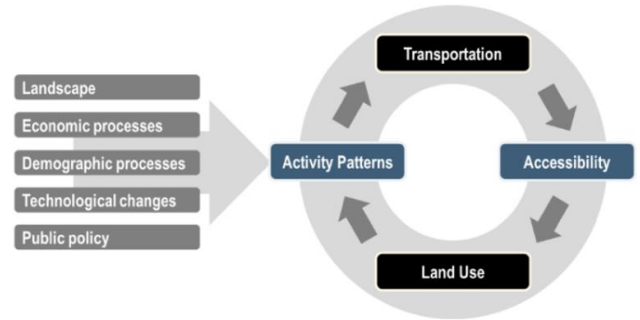 Landscape
Economic processes
Demographic processes
Technological changes
Public policy
Transportation
Activity Patterns
Accessibility
Land Use